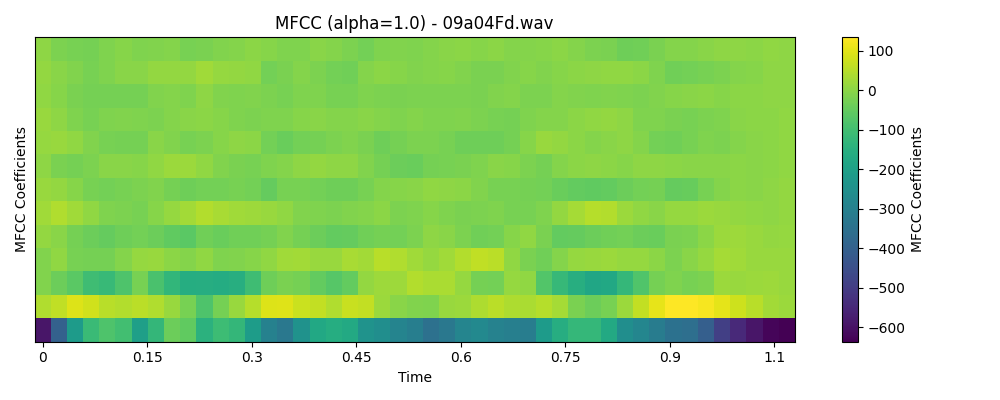 MFCC (alpha=1.0) - 09a04Fd.wav
MFCC Coefficients
0 0.15 0.3 0.45 0.6 0.75 0.9 1.1
Time
100
0
−100
−200
−300
−400
−500
−600
MFCC Coefficients